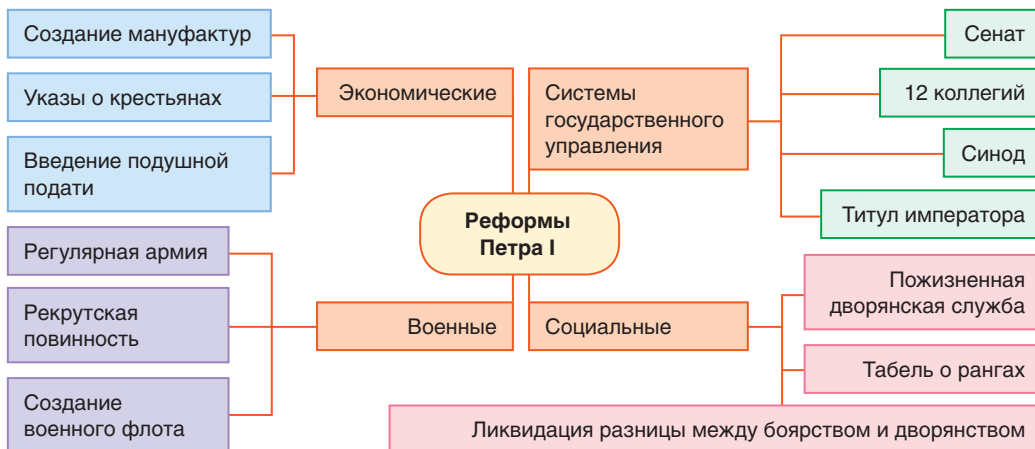 Создание мануфактур
Указы о крестьянах
Введение подушной
подати
Экономические
Системы
государственного
управления
Сенат
12 коллегий
Синод
Титул императора
Реформы
Петра I
Регулярная армия
Рекрутская
повинность
Создание
военного флота
Военные
Социальные
Пожизненная
дворянская служба
Табель о рангах
Ликвидация разницы между боярством и дворянством